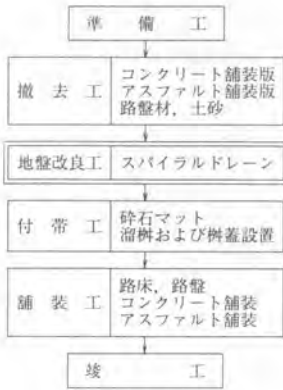 準備工
撤去工
コンクリート舗装版
アスファルト舗装版
路盤材，土砂
地盤改良工
スパイラルドレーン
付帯工
砕石マット
溜桝および桝蓋設置
舗装工
路床，路盤
コンクリート舗装
アスファルト舗装
竣工